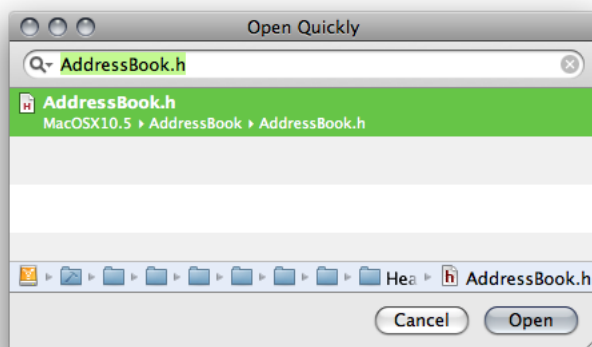 Open Quickly
AddressBook.h
AddressBook.h
MacOSX10.5 ▸ AddressBook ▸ AddressBook.h
Hea ▸ AddressBook.h
Cancel Open